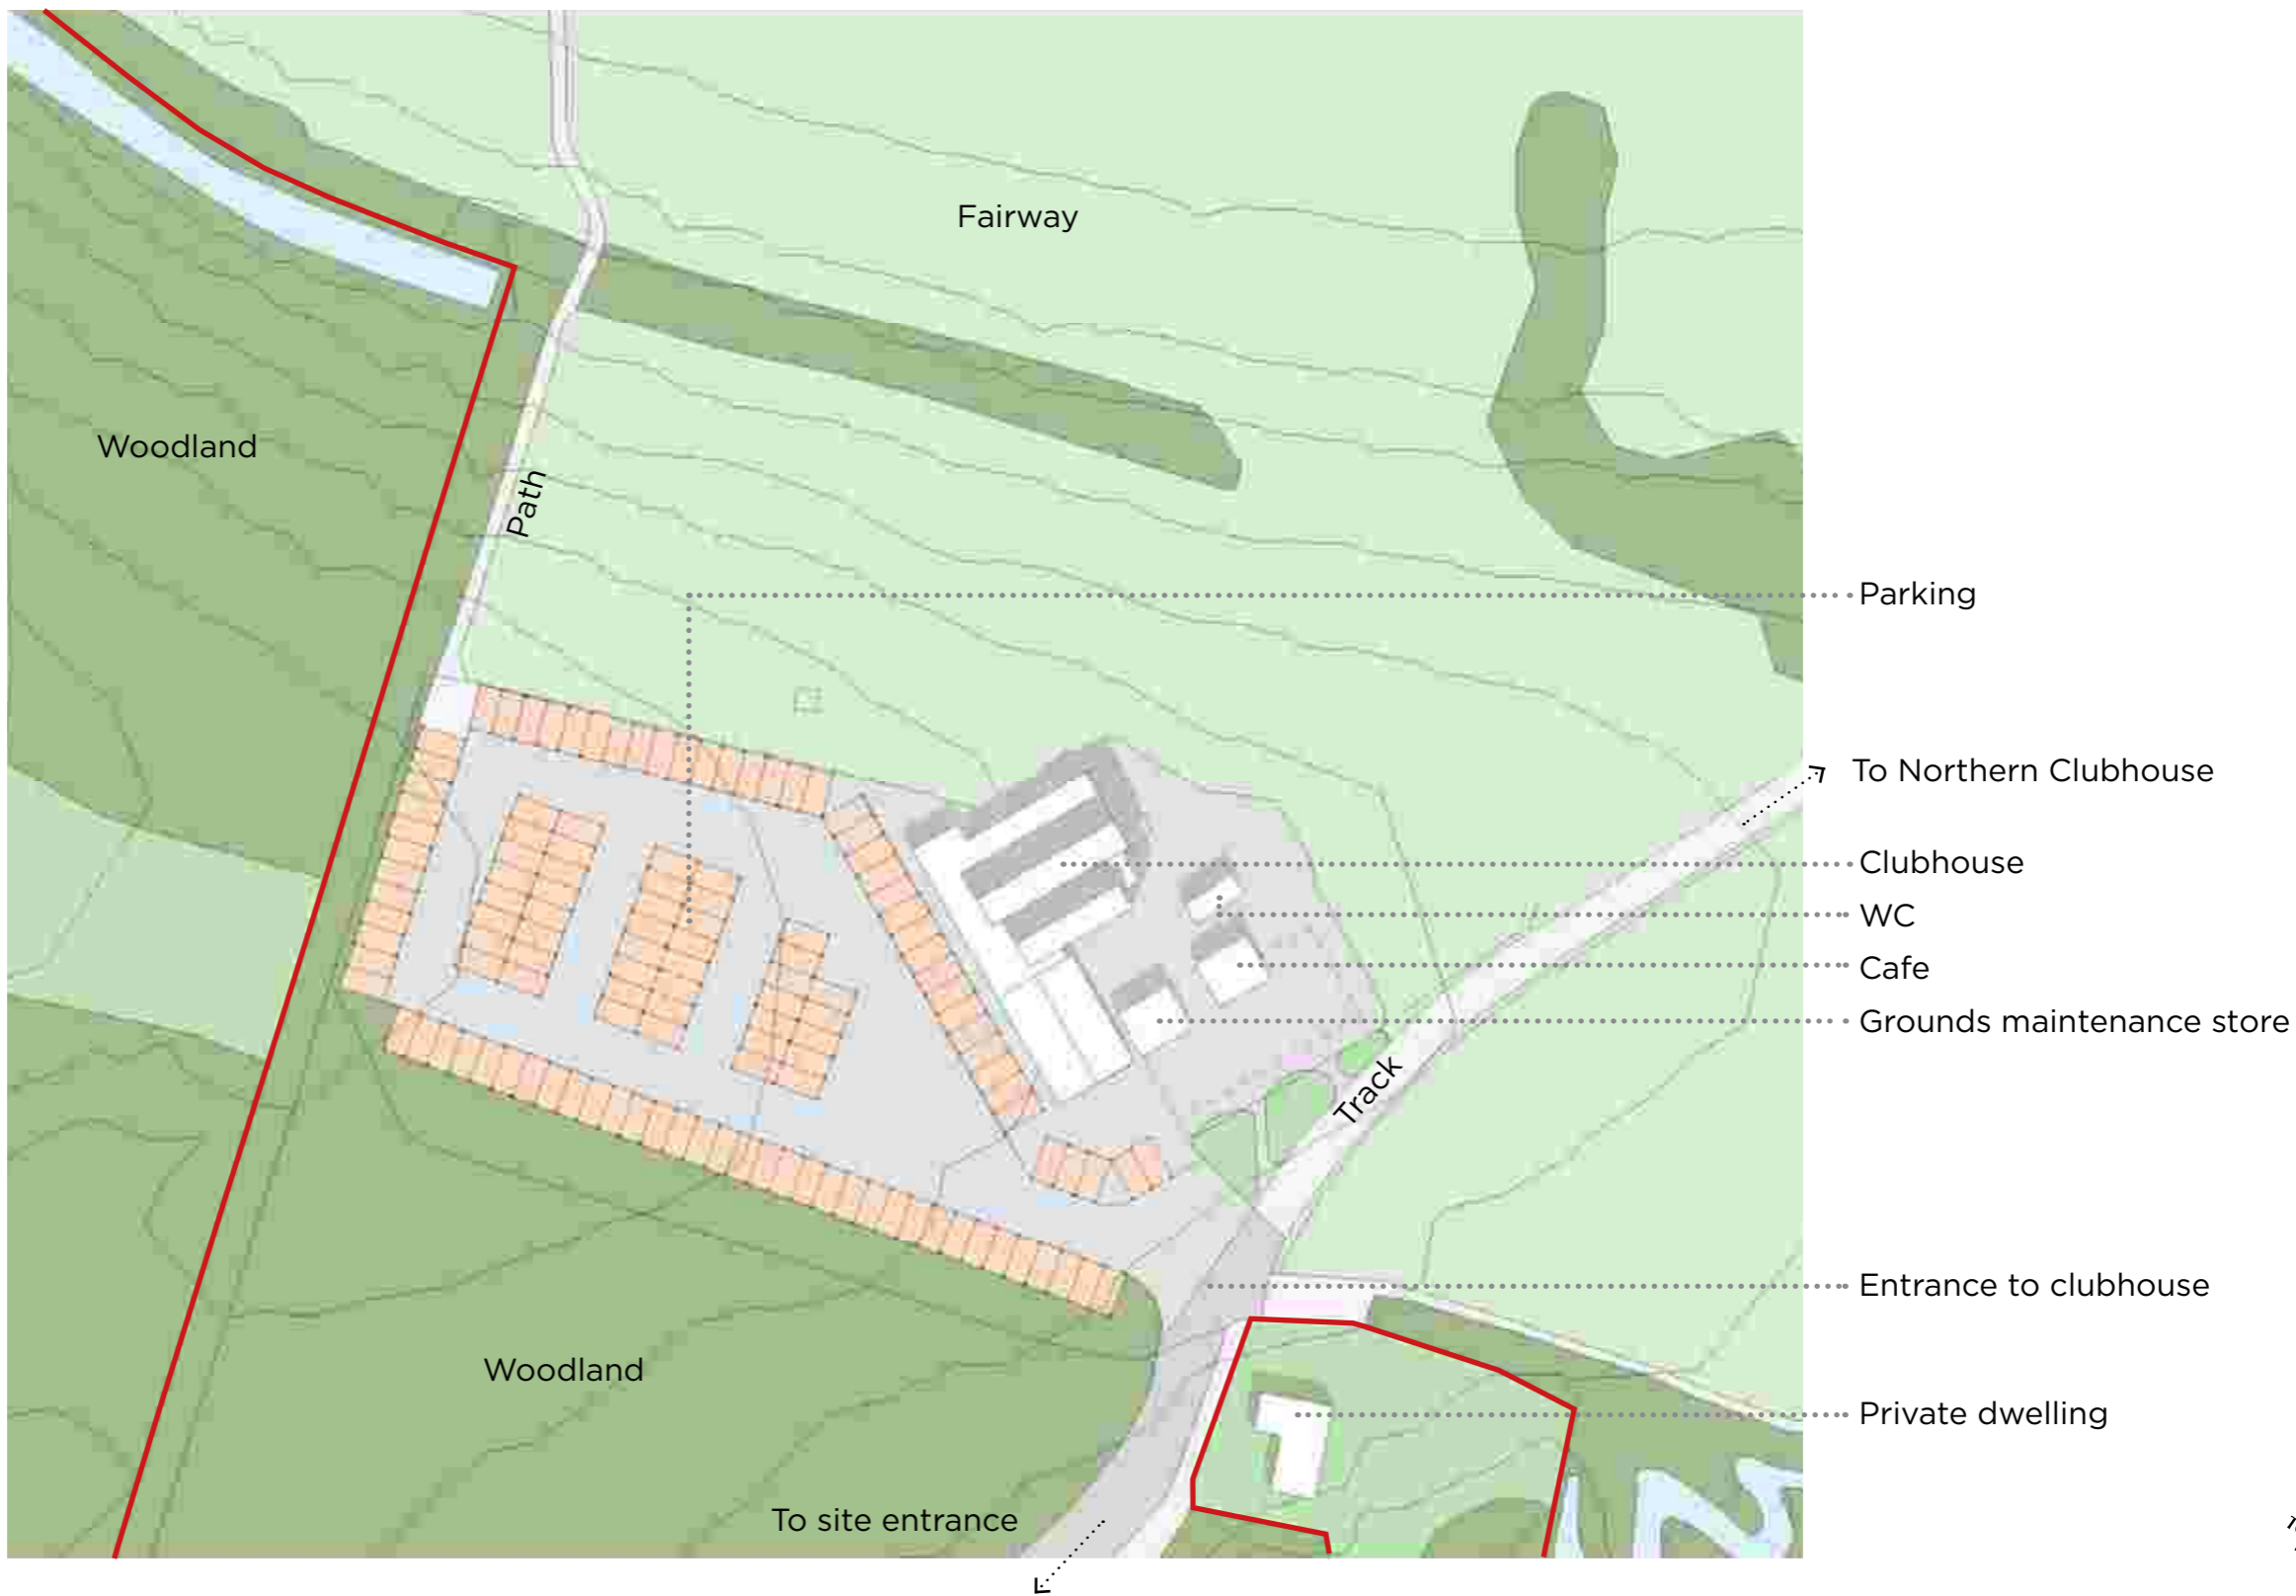 Fairway
Woodland
Path
Parking
To Northern Clubhouse
Clubhouse
WC
Cafe
Grounds maintenance store
Track
Entrance to clubhouse
Woodland
Private dwelling
To site entrance